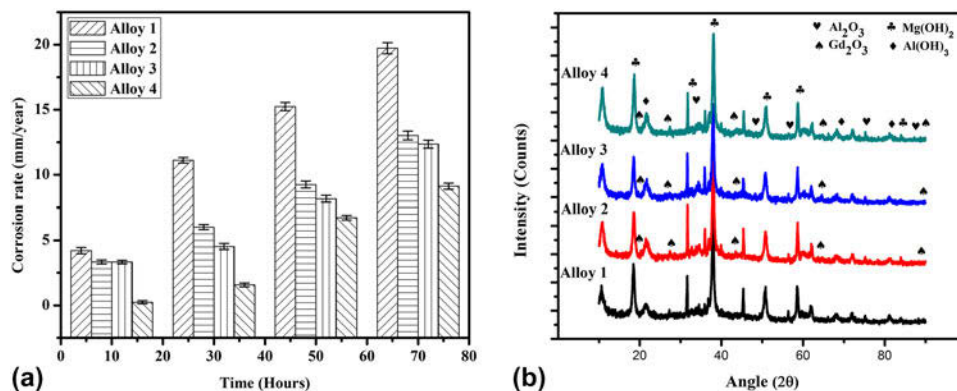 20
15
10
5
0
Corrosion rate (mm/year)
Alloy 1
Alloy 2
Alloy 3
Alloy 4
0 10 20 30 40 50 60 70 80
Time (Hours)
(a)
Intensity (Counts)
♥ Al₂O₃ ♣ Mg(OH)₂
♠ Gd₂O₃ ♦ Al(OH)₃
Alloy 4
Alloy 3
Alloy 2
Alloy 1
20 40 60 80
Angle (2θ)
(b)